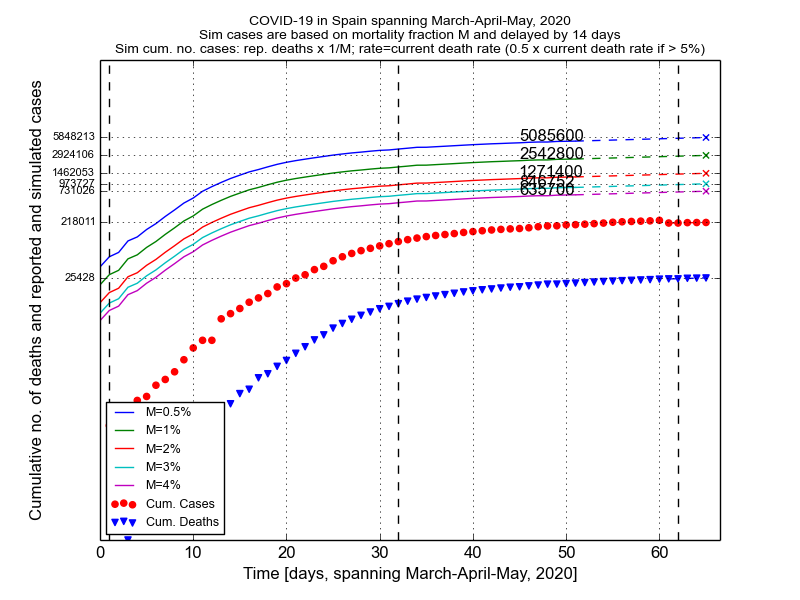 COVID-19 in Spain spanning March-April-May, 2020
Sim cases are based on mortality fraction M and delayed by 14 days
Sim cum. no. cases: rep. deaths x 1/M; rate=current death rate (0.5 x current death rate if > 5%)
Cumulative no. of deaths and reported and simulated cases
5848213
2924106
1462053
973727
731026
218011
25428
5085600
2542800
1271400
635700
M=0.5%
M=1%
M=2%
M=3%
M=4%
Cum. Cases
Cum. Deaths
0 10 20 30 40 50 60
Time [days, spanning March-April-May, 2020]